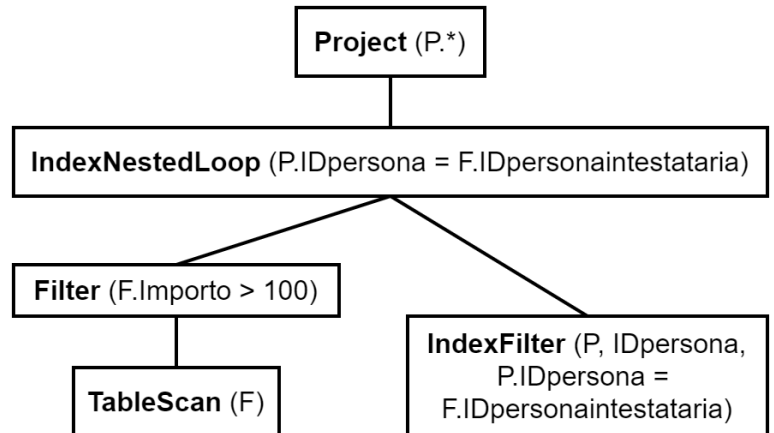 Project (P.*)
IndexNestedLoop (P.IDpersona = F.IDpersonaintestataria)
Filter (F.Importo > 100)
TableScan (F)
IndexFilter (P, IDpersona,
P.IDpersona =
F.IDpersonaintestataria)